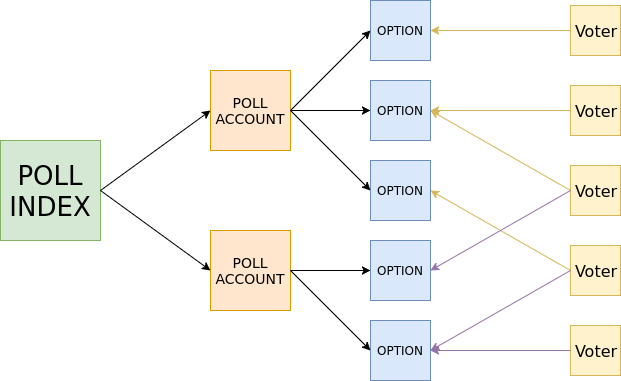 POLL
INDEX
POLL
ACCOUNT
POLL
ACCOUNT
OPTION
OPTION
OPTION
OPTION
OPTION
Voter
Voter
Voter
Voter
Voter